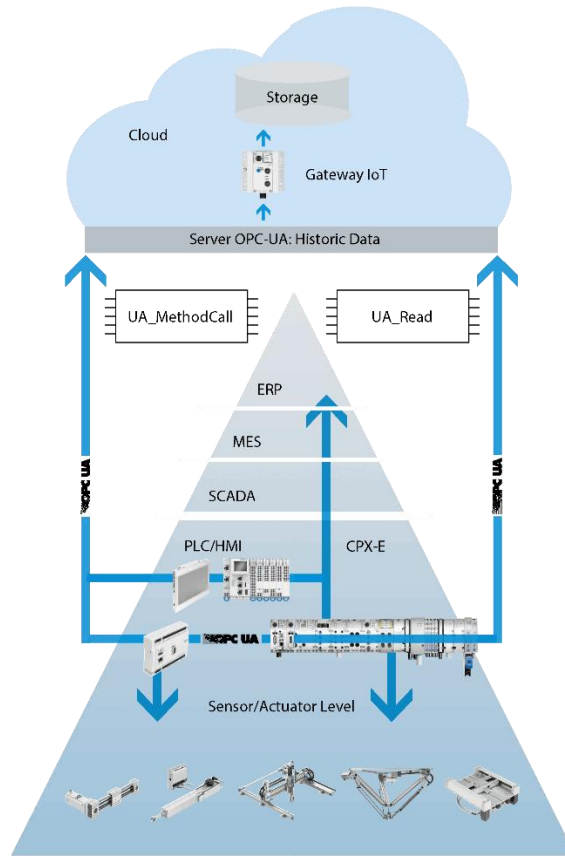 Storage
Cloud
Gateway IoT
Server OPC-UA: Historic Data
UA_MethodCall
UA_Read
ERP
MES
SCADA
OPC UA
OPC UA
PLC/HMI
CPX-E
OPC UA
Sensor/Actuator Level